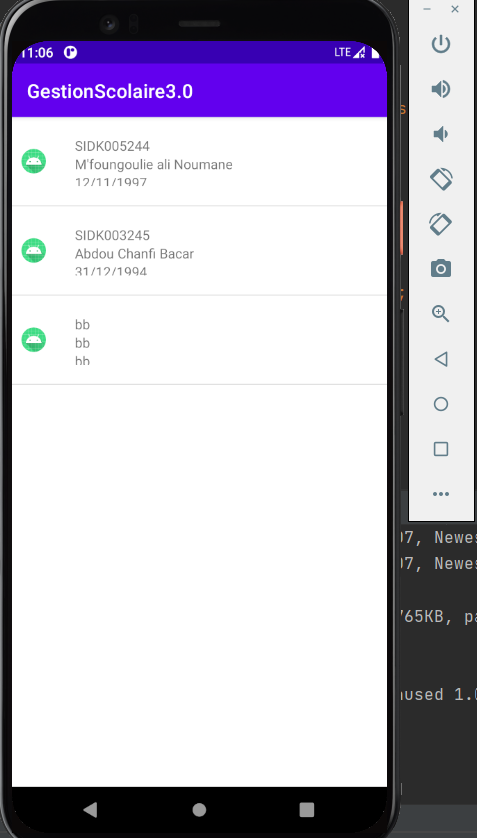 11:06
LTE
GestionScolaire3.0
SIDK005244
M'foungoulie ali Noumane
12/11/1997
SIDK003245
Abdou Chanfi Bacar
31/12/1994
bb
bb
bb
07, Newes
07, Newes
765KB, pa
used 1.0